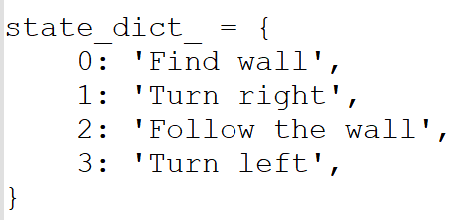 state_dict_ = {
    0: 'Find wall',
    1: 'Turn right',
    2: 'Follow the wall',
    3: 'Turn left',
}